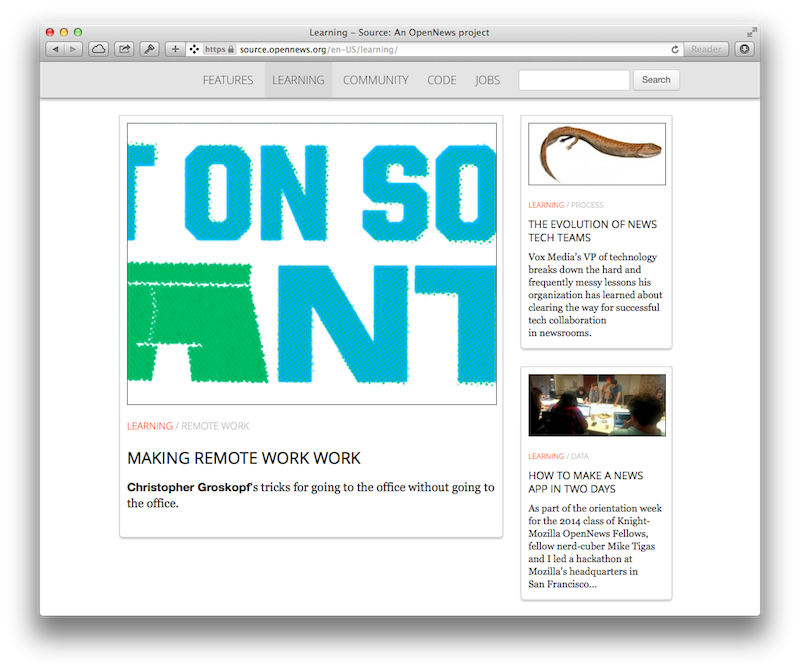 Learning – Source: An OpenNews project
https source.opennews.org/en-US/learning/
Reader
FEATURES LEARNING COMMUNITY CODE JOBS Search
T ON SO
ANT
LEARNING / REMOTE WORK
MAKING REMOTE WORK WORK
Christopher Groskopf's tricks for going to the office without going to
the office.
LEARNING / PROCESS
THE EVOLUTION OF NEWS
TECH TEAMS
Vox Media's VP of technology
breaks down the hard and
frequently messy lessons his
organization has learned about
clearing the way for successful
tech collaboration
in newsrooms.
LEARNING / DATA
HOW TO MAKE A NEWS
APP IN TWO DAYS
As part of the orientation week
for the 2014 class of Knight-
Mozilla OpenNews Fellows,
fellow nerd-cuber Mike Tigas
and I led a hackathon at
Mozilla's headquarters in
San Francisco...